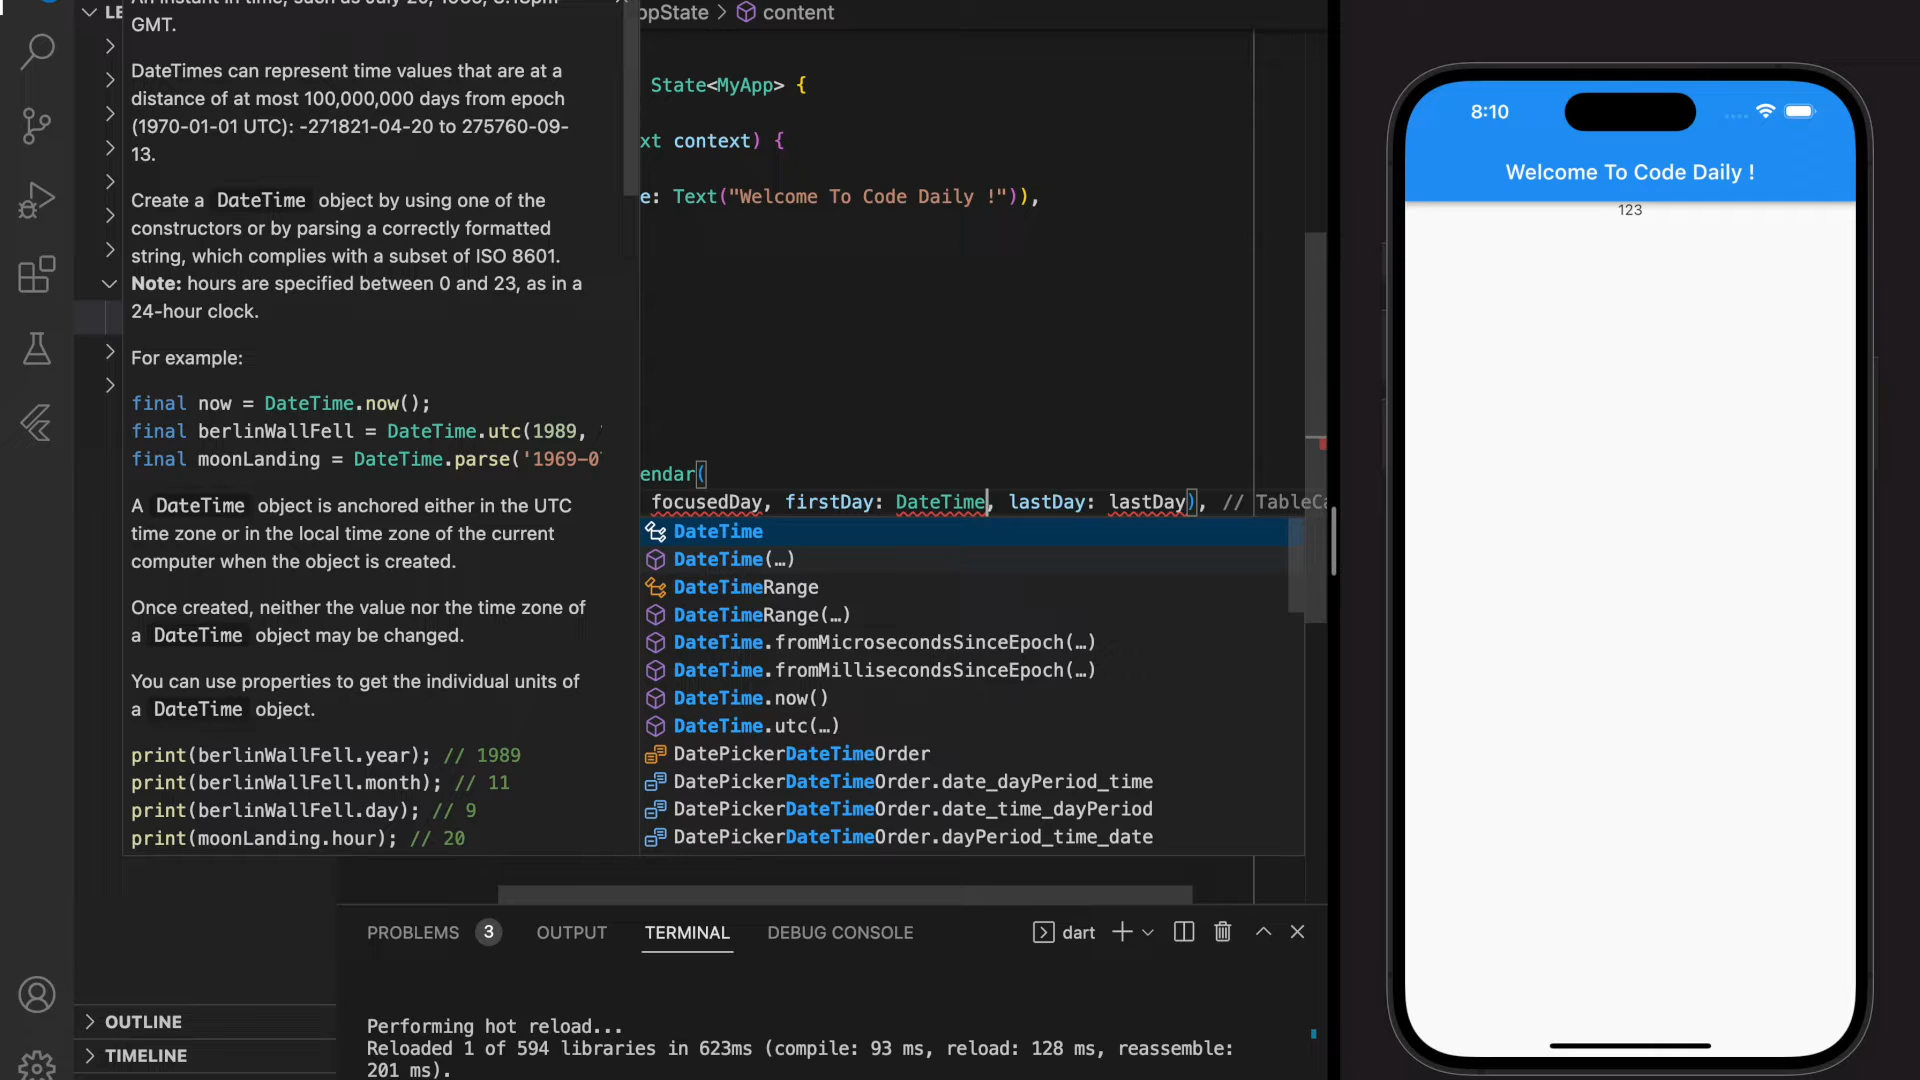 LE
GMT.
DateTimes can represent time values that are at a
distance of at most 100,000,000 days from epoch
(1970-01-01 UTC): -271821-04-20 to 275760-09-
13.
Create a DateTime object by using one of the
constructors or by parsing a correctly formatted
string, which complies with a subset of ISO 8601.
Note: hours are specified between 0 and 23, as in a
24-hour clock.
For example:
final now = DateTime.now();
final berlinWallFell = DateTime.utc(1989,
final moonLanding = DateTime.parse('1969-0
A DateTime object is anchored either in the UTC
time zone or in the local time zone of the current
computer when the object is created.
Once created, neither the value nor the time zone of
a DateTime object may be changed.
You can use properties to get the individual units of
a DateTime object.
print(berlinWallFell.year); // 1989
print(berlinWallFell.month); // 11
print(berlinWallFell.day); // 9
print(moonLanding.hour); // 20
ppState > content
State<MyApp> {
xt context) {
e: Text("Welcome To Code Daily !")),
endar(
focusedDay, firstDay: DateTime, lastDay: lastDay), // TableCa
DateTime
DateTime(…)
DateTimeRange
DateTimeRange(…)
DateTime.fromMicrosecondsSinceEpoch(…)
DateTime.fromMillisecondsSinceEpoch(…)
DateTime.now()
DateTime.utc(…)
DatePickerDateTimeOrder
DatePickerDateTimeOrder.date_dayPeriod_time
DatePickerDateTimeOrder.date_time_dayPeriod
DatePickerDateTimeOrder.dayPeriod_time_date
PROBLEMS 3 OUTPUT TERMINAL DEBUG CONSOLE dart
Performing hot reload...
Reloaded 1 of 594 libraries in 623ms (compile: 93 ms, reload: 128 ms, reassemble:
201 ms).
OUTLINE
TIMELINE
8:10
Welcome To Code Daily !
123